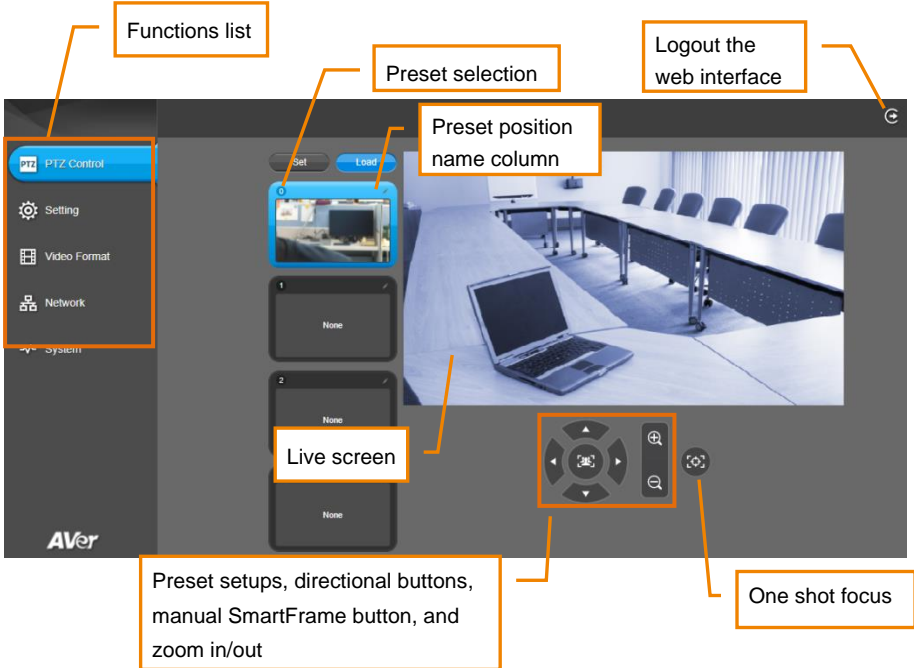 Functions list
Preset selection
Logout the
web interface
Preset position
name column
PTZ
PTZ Control
Set
Load
0
Setting
Video Format
1
Network
None
System
2
None
Live screen
None
AVer
Preset setups, directional buttons,
manual SmartFrame button, and
zoom in/out
One shot focus